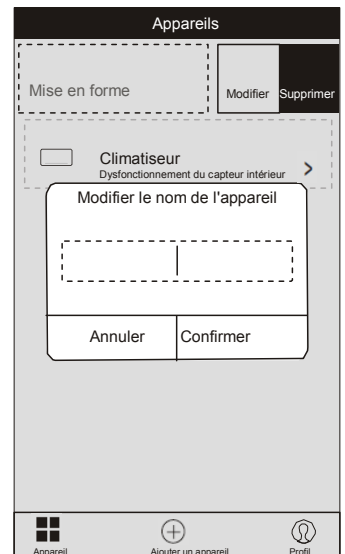 Appareils
Mise en forme
Modifier Supprimer
Climatiseur
Dysfonctionnement du capteur intérieur
Modifier le nom de l'appareil
Annuler Confirmer
Appareil Ajouter un appareil Profil